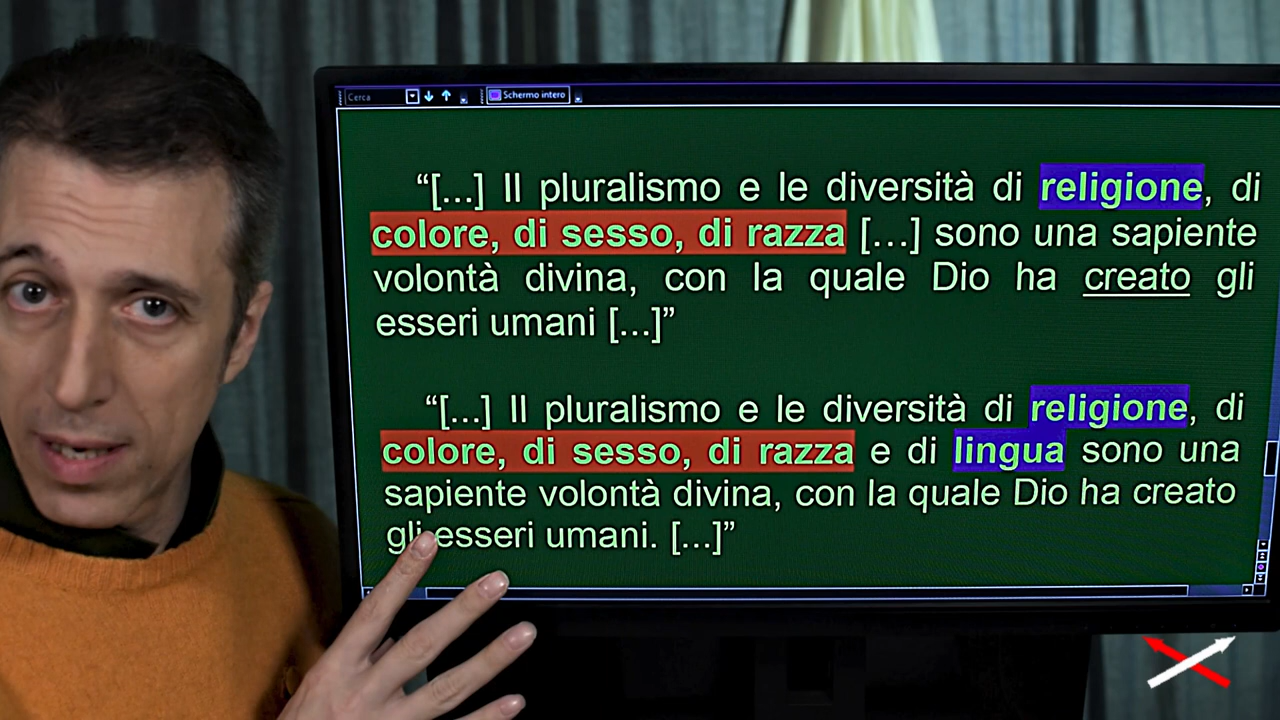 Cerca
Schermo intero
“[...] Il pluralismo e le diversità di religione, di
colore, di sesso, di razza [...] sono una sapiente
volontà divina, con la quale Dio ha creato gli
esseri umani [...]”
“[...] Il pluralismo e le diversità di religione, di
colore, di sesso, di razza e di lingua sono una
sapiente volontà divina, con la quale Dio ha creato
gli esseri umani. [...]”